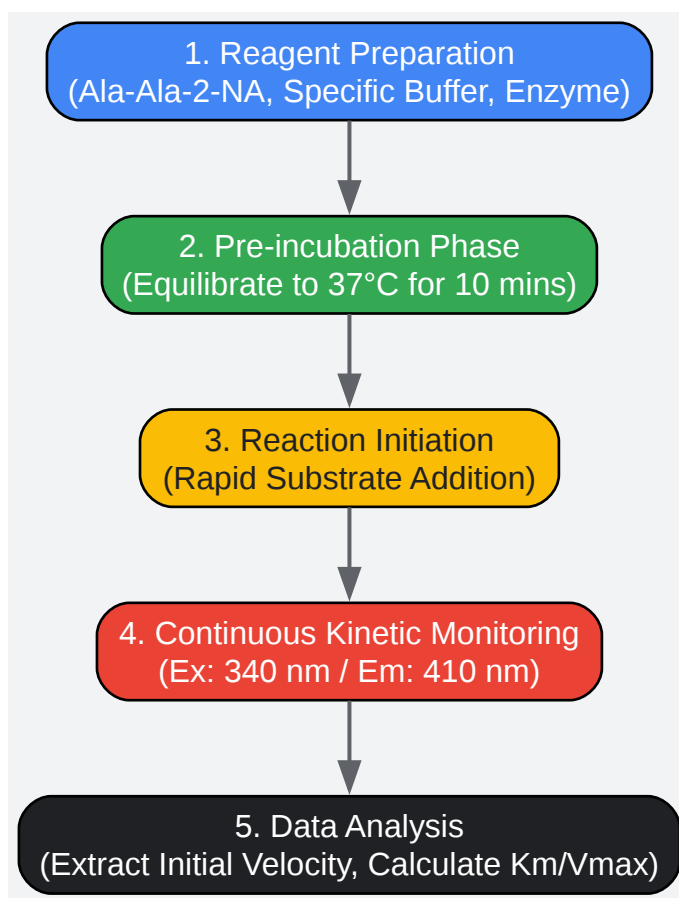 1. Reagent Preparation
(Ala-Ala-2-NA, Specific Buffer, Enzyme)
2. Pre-incubation Phase
(Equilibrate to 37°C for 10 mins)
3. Reaction Initiation
(Rapid Substrate Addition)
4. Continuous Kinetic Monitoring
(Ex: 340 nm / Em: 410 nm)
5. Data Analysis
(Extract Initial Velocity, Calculate Km/Vmax)